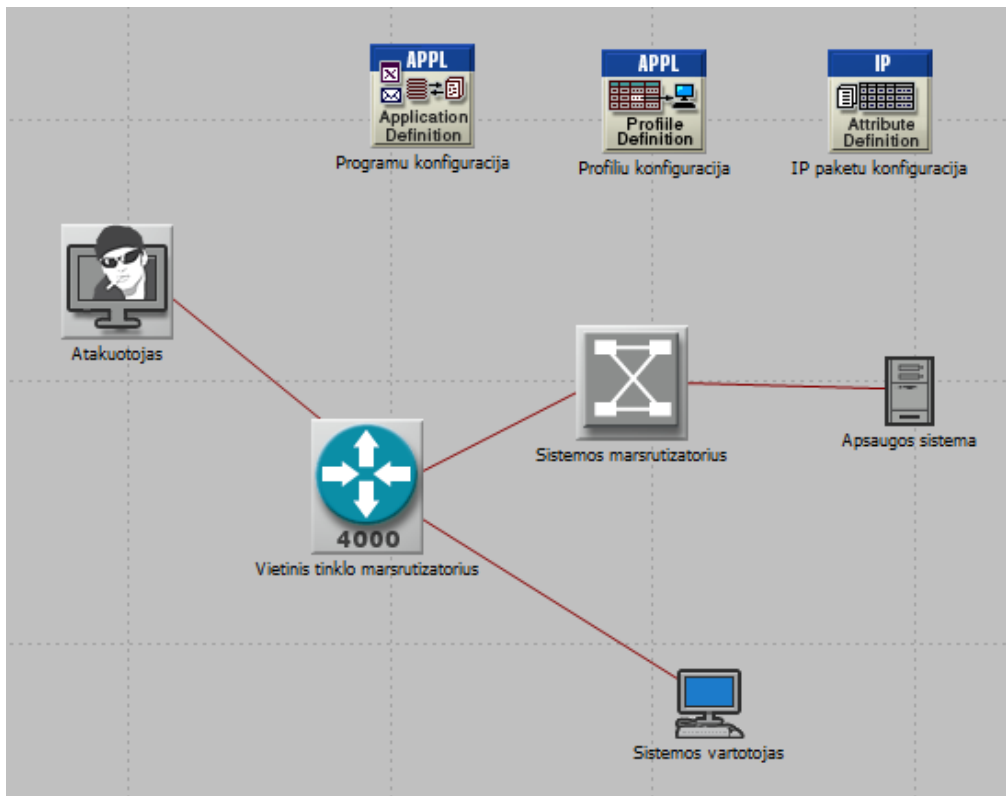 APPL
Application
Definition
Programu konfiguracija
APPL
Profiile
Definition
Profiliu konfiguracija
IP
Attribute
Definition
IP paketu konfiguracija
Atakuotojas
Sistemos marsrutizatorius
Apsaugos sistema
4000
Vietinis tinklo marsrutizatorius
Sistemos vartotojas